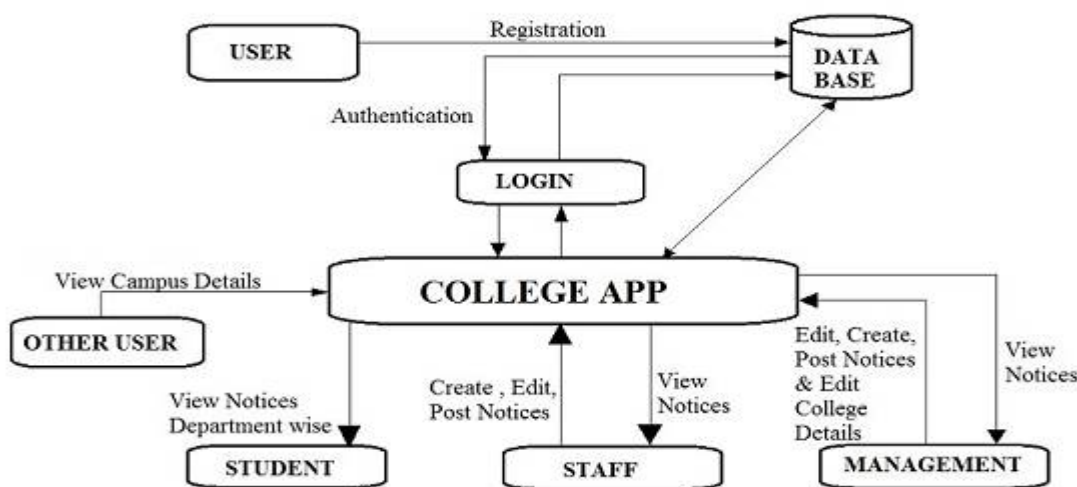 Registration
USER
DATA
BASE
Authentication
LOGIN
View Campus Details
COLLEGE APP
OTHER USER
View Notices
Department wise
Create , Edit,
Post Notices
View
Notices
Edit, Create,
Post Notices
& Edit
College
Details
View
Notices
STUDENT
STAFF
MANAGEMENT